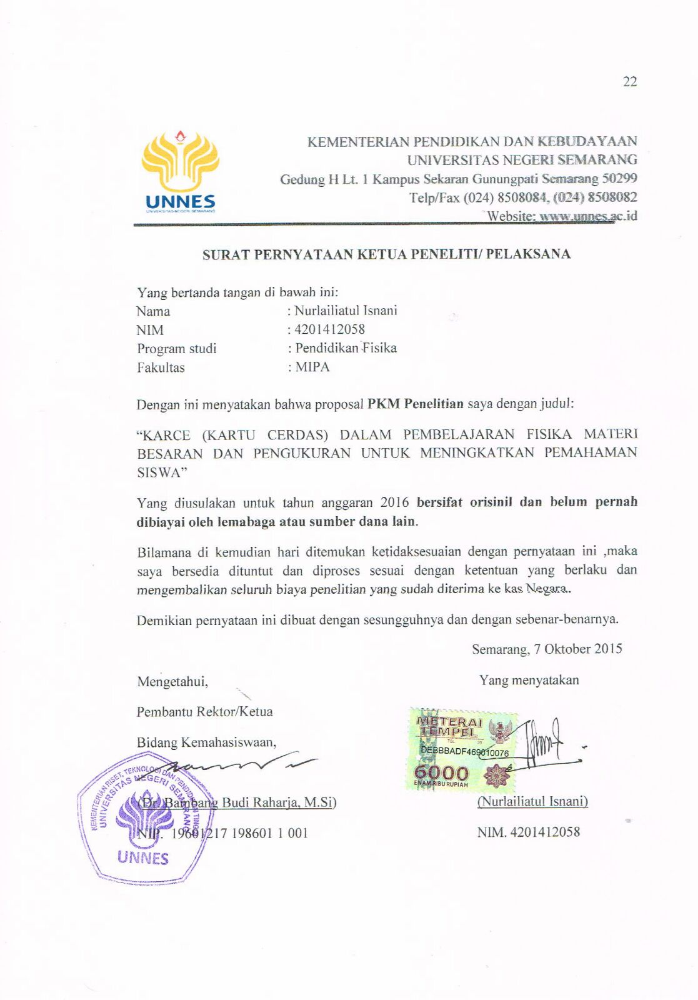 22
KEMENTERIAN PENDIDIKAN DAN KEBUDAYAAN
UNIVERSITAS NEGERI SEMARANG
Gedung H Lt. 1 Kampus Sekaran Gunungpati Semarang 50299
Telp/Fax (024) 8508084, (024) 8508082
Website: www.unnes.ac.id
UNNES
UNIVERSITAS NEGERI SEMARANG
SURAT PERNYATAAN KETUA PENELITI/ PELAKSANA
Yang bertanda tangan di bawah ini:
Nama : Nurlailiatul Isnani
NIM : 4201412058
Program studi : Pendidikan Fisika
Fakultas : MIPA
Dengan ini menyatakan bahwa proposal PKM Penelitian saya dengan judul:
“KARCE (KARTU CERDAS) DALAM PEMBELAJARAN FISIKA MATERI
BESARAN DAN PENGUKURAN UNTUK MENINGKATKAN PEMAHAMAN
SISWA”
Yang diusulakan untuk tahun anggaran 2016 bersifat orisinil dan belum pernah
dibiayai oleh lemabaga atau sumber dana lain.
Bilamana di kemudian hari ditemukan ketidaksesuaian dengan pernyataan ini ,maka
saya bersedia dituntut dan diproses sesuai dengan ketentuan yang berlaku dan
mengembalikan seluruh biaya penelitian yang sudah diterima ke kas Negara..
Demikian pernyataan ini dibuat dengan sesungguhnya dan dengan sebenar-benarnya.
Semarang, 7 Oktober 2015
Mengetahui,
Yang menyatakan
Pembantu Rektor/Ketua
Bidang Kemahasiswaan,
METERAI
TEMPEL
TGL 20
DEBBBADF469010076
6000
ENAM RIBU RUPIAH
KEMENTERIAN RISET, TEKNOLOGI DAN PENDIDIKAN TINGGI
UNIVERSITAS NEGERI SEMARANG
UNNES
(Dr. Bambang Budi Raharja, M.Si)
(Nurlailiatul Isnani)
NIP. 19601217 198601 1 001
NIM. 4201412058